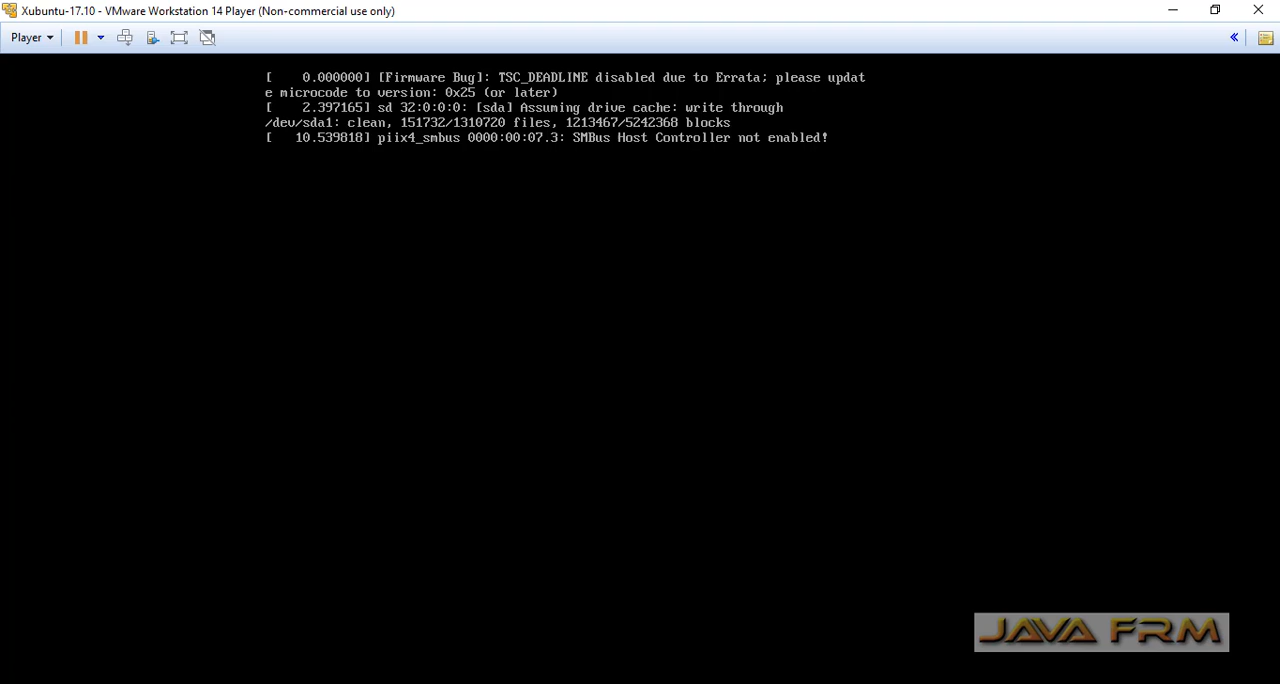 Xubuntu-17.10 - VMware Workstation 14 Player (Non-commercial use only)
Player
[    0.000000] [Firmware Bug]: TSC_DEADLINE disabled due to Errata; please updat
e microcode to version: 0x25 (or later)
[    2.397165] sd 32:0:0:0: [sda] Assuming drive cache: write through
/dev/sda1: clean, 151732/1310720 files, 1213467/5242368 blocks
[   10.539818] piix4_smbus 0000:00:07.3: SMBus Host Controller not enabled!
JAVA FRM